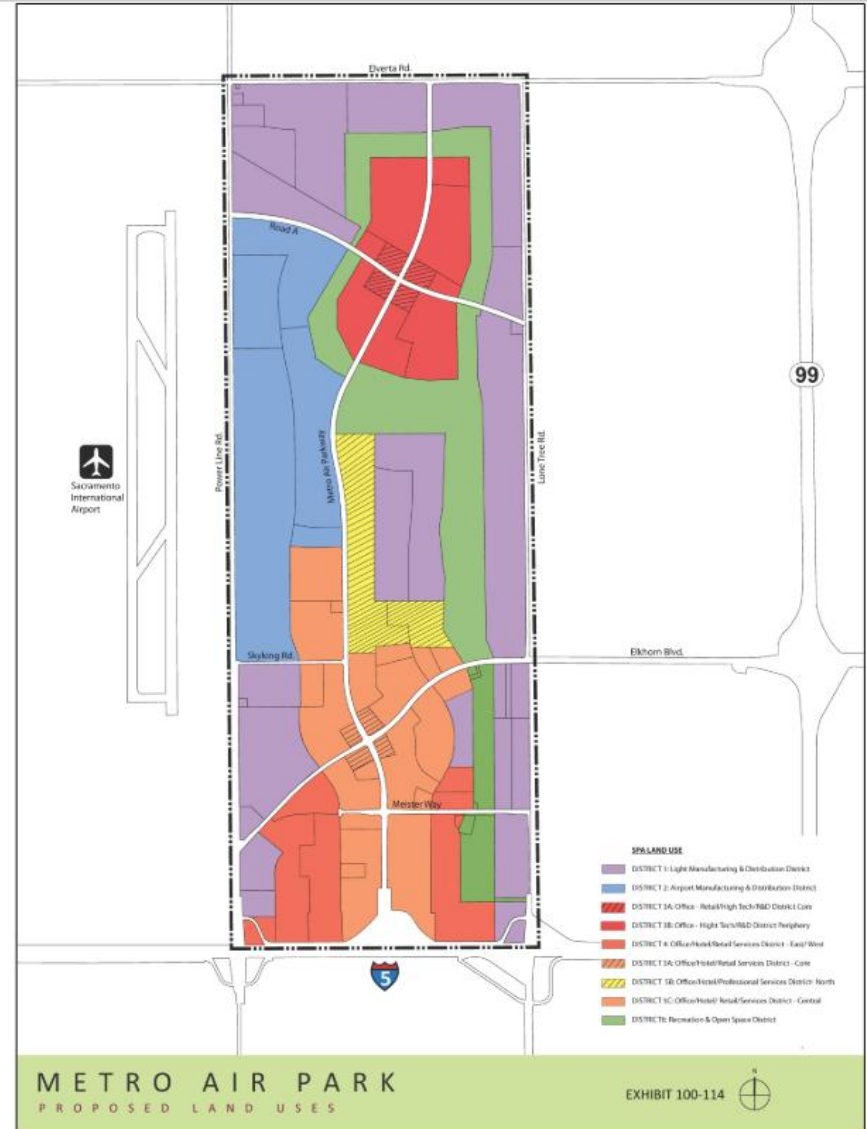 Elverta Rd.
Road A
99
Power Line Rd.
Metro Air Parkway
Lone Tree Rd.
Sacramento
International
Airport
Skyking Rd.
Elkhorn Blvd.
Meister Way
SPA LAND USE
DISTRICT 1: Light Manufacturing & Distribution District
DISTRICT 2: Airport Manufacturing & Distribution District
DISTRICT 3A: Office - Retail/High Tech/R&D District Core
DISTRICT 3B: Office - Hight Tech/R&D District Periphery
DISTRICT 4: Office/Hotel/Retail Services District - East/ West
DISTRICT 5A: Office/Hotel/Retail Services District - Core
DISTRICT 5B: Office/Hotel/Professional Services District- North
DISTRICT 5C: Office/Hotel/ Retail/Services District - Central
DISTRICT 6: Recreation & Open Space District
5
METRO AIR PARK
PROPOSED LAND USES
EXHIBIT 100-114
N